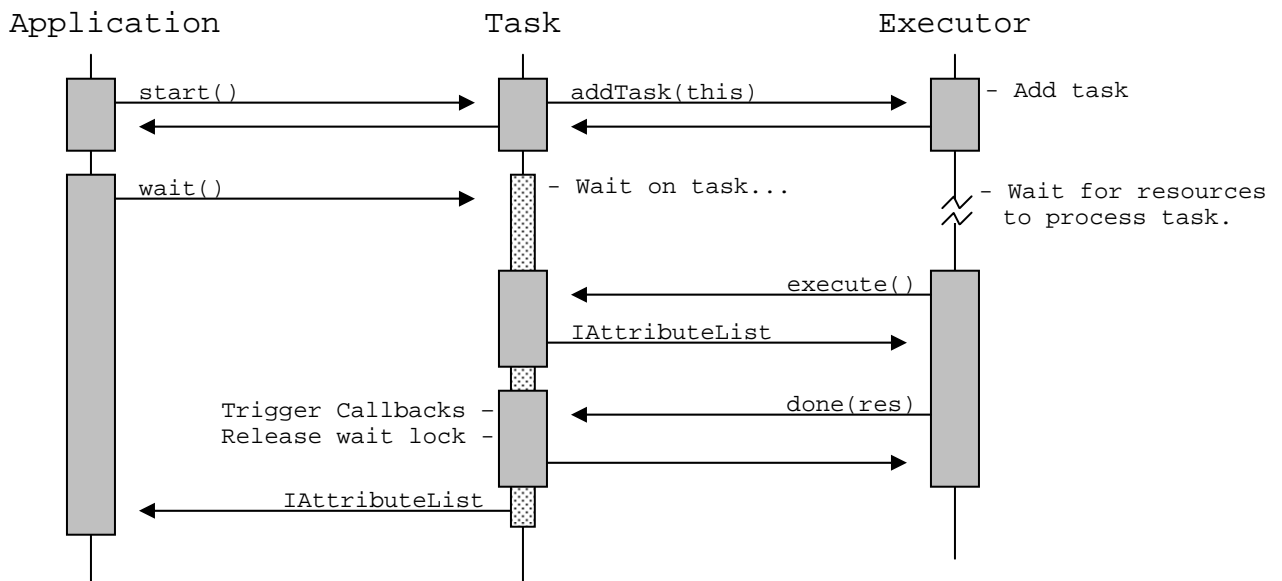 Application
Task
Executor
start()
addTask(this)
- Add task
wait()
- Wait on task...
- Wait for resources
to process task.
execute()
IAttributeList
Trigger Callbacks -
done(res)
Release wait lock -
IAttributeList